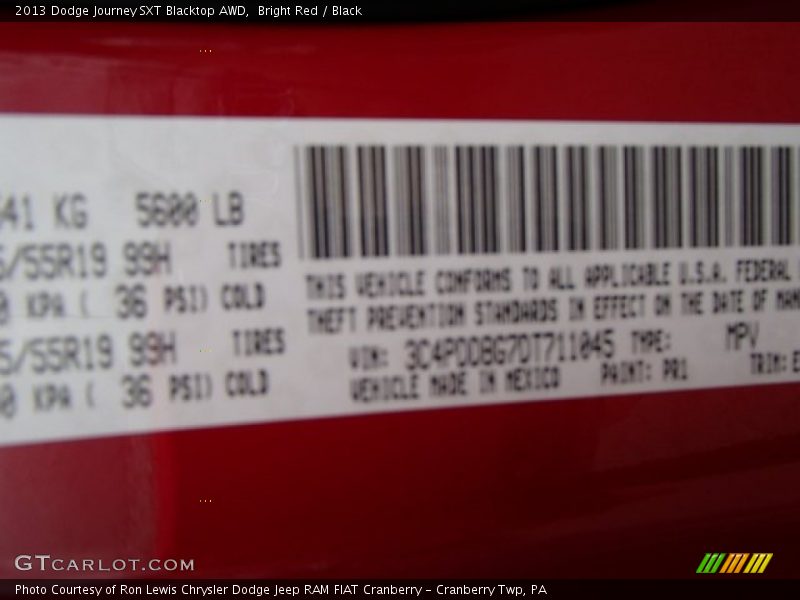 2013 Dodge Journey SXT Blacktop AWD, Bright Red / Black
41 KG 5600 LB
5/55R19 99H TIRES
0 KPA ( 36 PSI) COLD
5/55R19 99H TIRES
0 KPA ( 36 PSI) COLD
THIS VEHICLE CONFORMS TO ALL APPLICABLE U.S.A. FEDERAL
THEFT PREVENTION STANDARDS IN EFFECT ON THE DATE OF MAN
VIN: 3C4PDDBG7DT711045 TYPE: MPV
VEHICLE MADE IN MEXICO PAINT: PR1 TRIM: E
GTCARLOT.COM
Photo Courtesy of Ron Lewis Chrysler Dodge Jeep RAM FIAT Cranberry - Cranberry Twp, PA